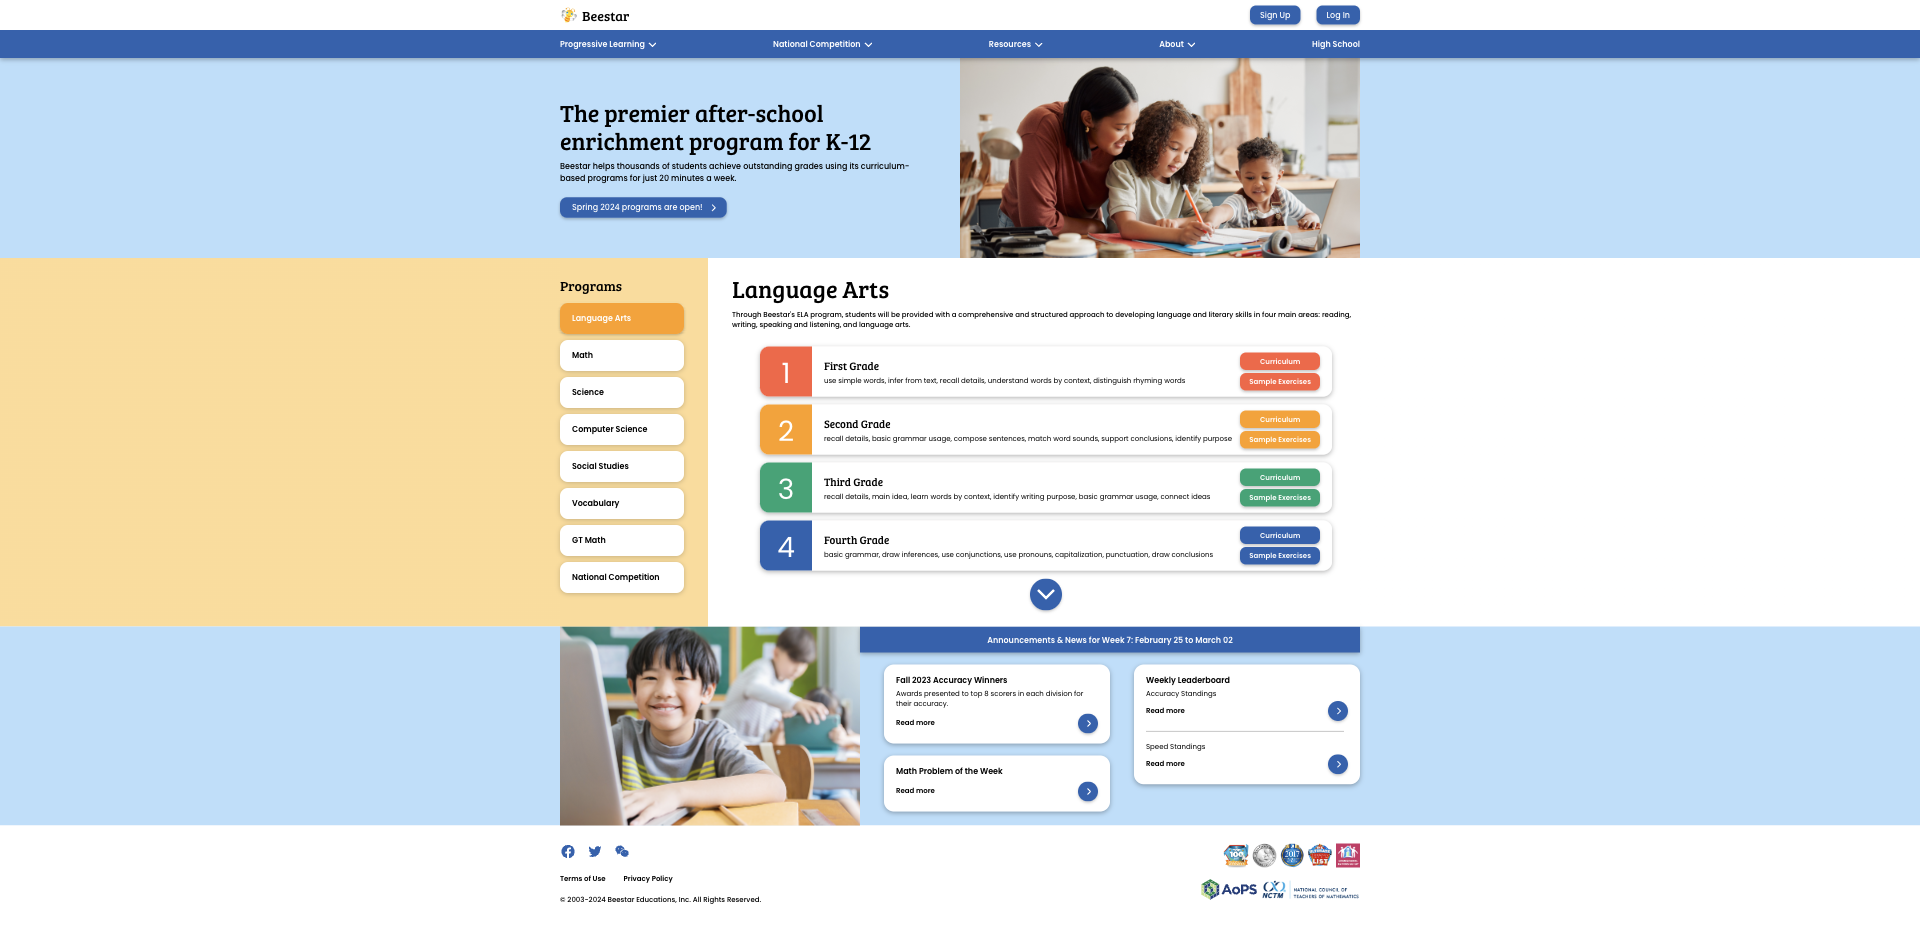 Beestar
Sign Up
Log In
Progressive Learning
National Competition
Resources
About
High School
The premier after-school
enrichment program for K-12
Beestar helps thousands of students achieve outstanding grades using its curriculum-
based programs for just 20 minutes a week.
Spring 2024 programs are open!
Programs
Language Arts
Math
Science
Computer Science
Social Studies
Vocabulary
GT Math
National Competition
Language Arts
Through Beestar's ELA program, students will be provided with a comprehensive and structured approach to developing language and literary skills in four main areas: reading,
writing, speaking and listening, and language arts.
1
First Grade
use simple words, infer from text, recall details, understand words by context, distinguish rhyming words
Curriculum
Sample Exercises
2
Second Grade
recall details, basic grammar usage, compose sentences, match word sounds, support conclusions, identify purpose
Curriculum
Sample Exercises
3
Third Grade
recall details, main idea, learn words by context, identify writing purpose, basic grammar usage, connect ideas
Curriculum
Sample Exercises
4
Fourth Grade
basic grammar, draw inferences, use conjunctions, use pronouns, capitalization, punctuation, draw conclusions
Curriculum
Sample Exercises
Announcements & News for Week 7: February 25 to March 02
Fall 2023 Accuracy Winners
Awards presented to top 8 scorers in each division for
their accuracy.
Read more
Math Problem of the Week
Read more
Weekly Leaderboard
Accuracy Standings
Read more
Speed Standings
Read more
Terms of Use
Privacy Policy
© 2003-2024 Beestar Educations, Inc. All Rights Reserved.
100
2017
LIST
AoPS
NCTM
NATIONAL COUNCIL OF
TEACHERS OF MATHEMATICS